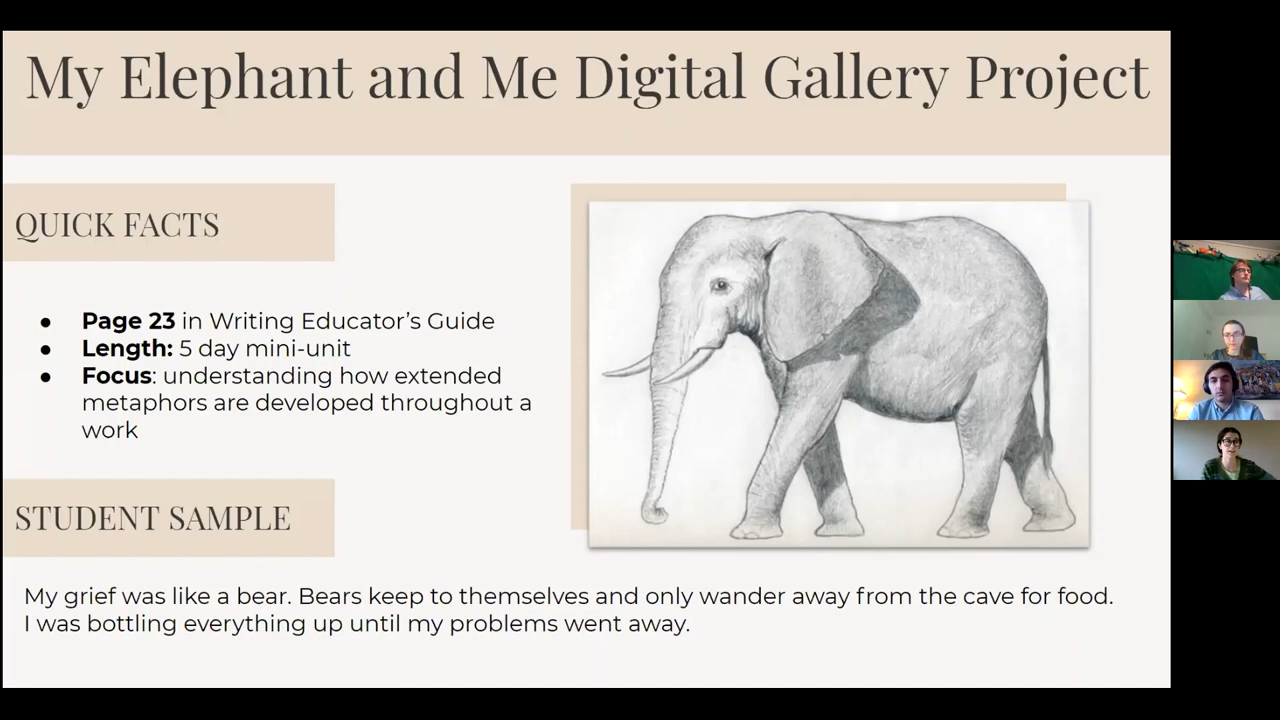 My Elephant and Me Digital Gallery Project
QUICK FACTS
● Page 23 in Writing Educator’s Guide
● Length: 5 day mini-unit
● Focus: understanding how extended
metaphors are developed throughout a
work
STUDENT SAMPLE
My grief was like a bear. Bears keep to themselves and only wander away from the cave for food.
I was bottling everything up until my problems went away.